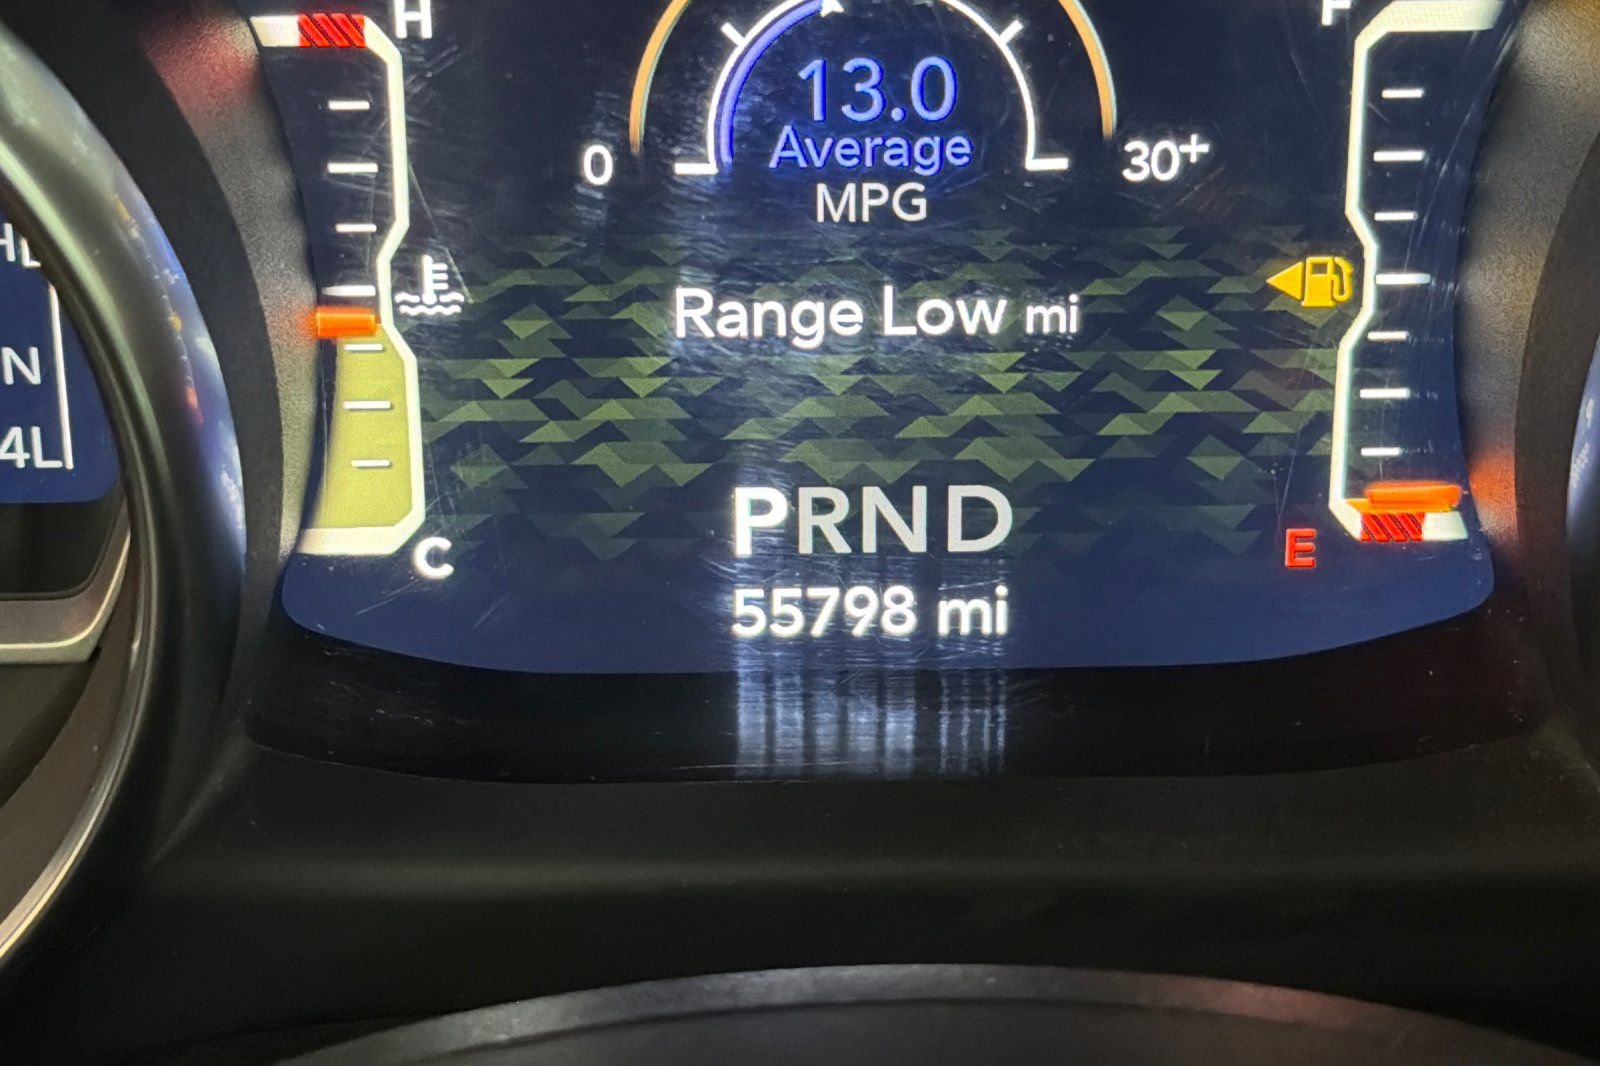 H
F
13.0
Average
MPG
0
30+
Range Low mi
N
4L
PRND
E
C
55798 mi